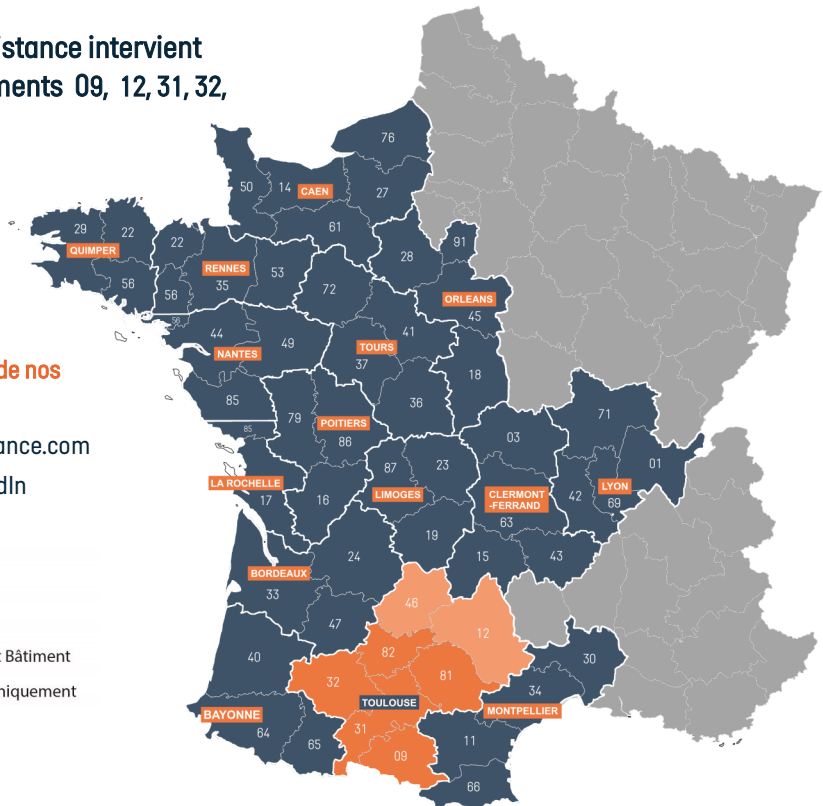 stance intervient
ments 09, 12, 31, 32,
de nos
ance.com
dIn
t Bâtiment
niquement
76
50
14
CAEN
27
61
29
22
QUIMPER
56
22
RENNES
35
53
56
56
28
91
72
ORLEANS
45
44
NANTES
49
41
TOURS
37
18
85
85
79
POITIERS
86
36
03
71
01
LA ROCHELLE
17
16
87
23
LIMOGES
CLERMONT
-FERRAND
63
42
LYON
69
19
15
43
24
BORDEAUX
33
47
46
12
82
40
32
81
30
34
TOULOUSE
MONTPELLIER
BAYONNE
64
65
31
09
11
66